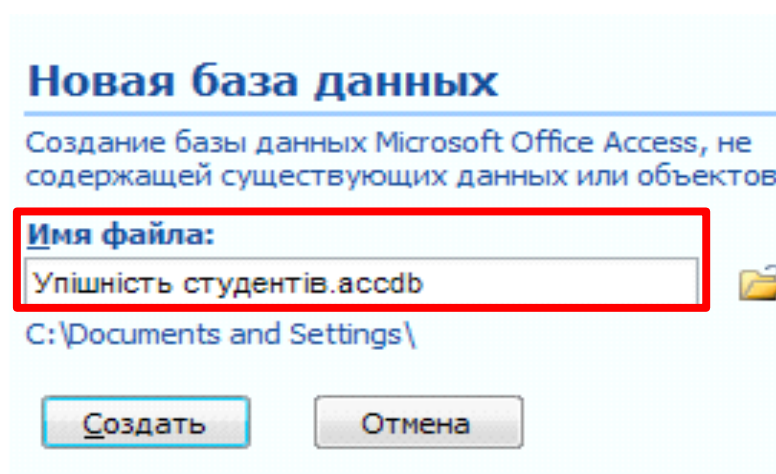 Новая база данных
Создание базы данных Microsoft Office Access, не
содержащей существующих данных или объектов
Имя файла:
Упішність студентів.accdb
C:\Documents and Settings\
Создать Отмена